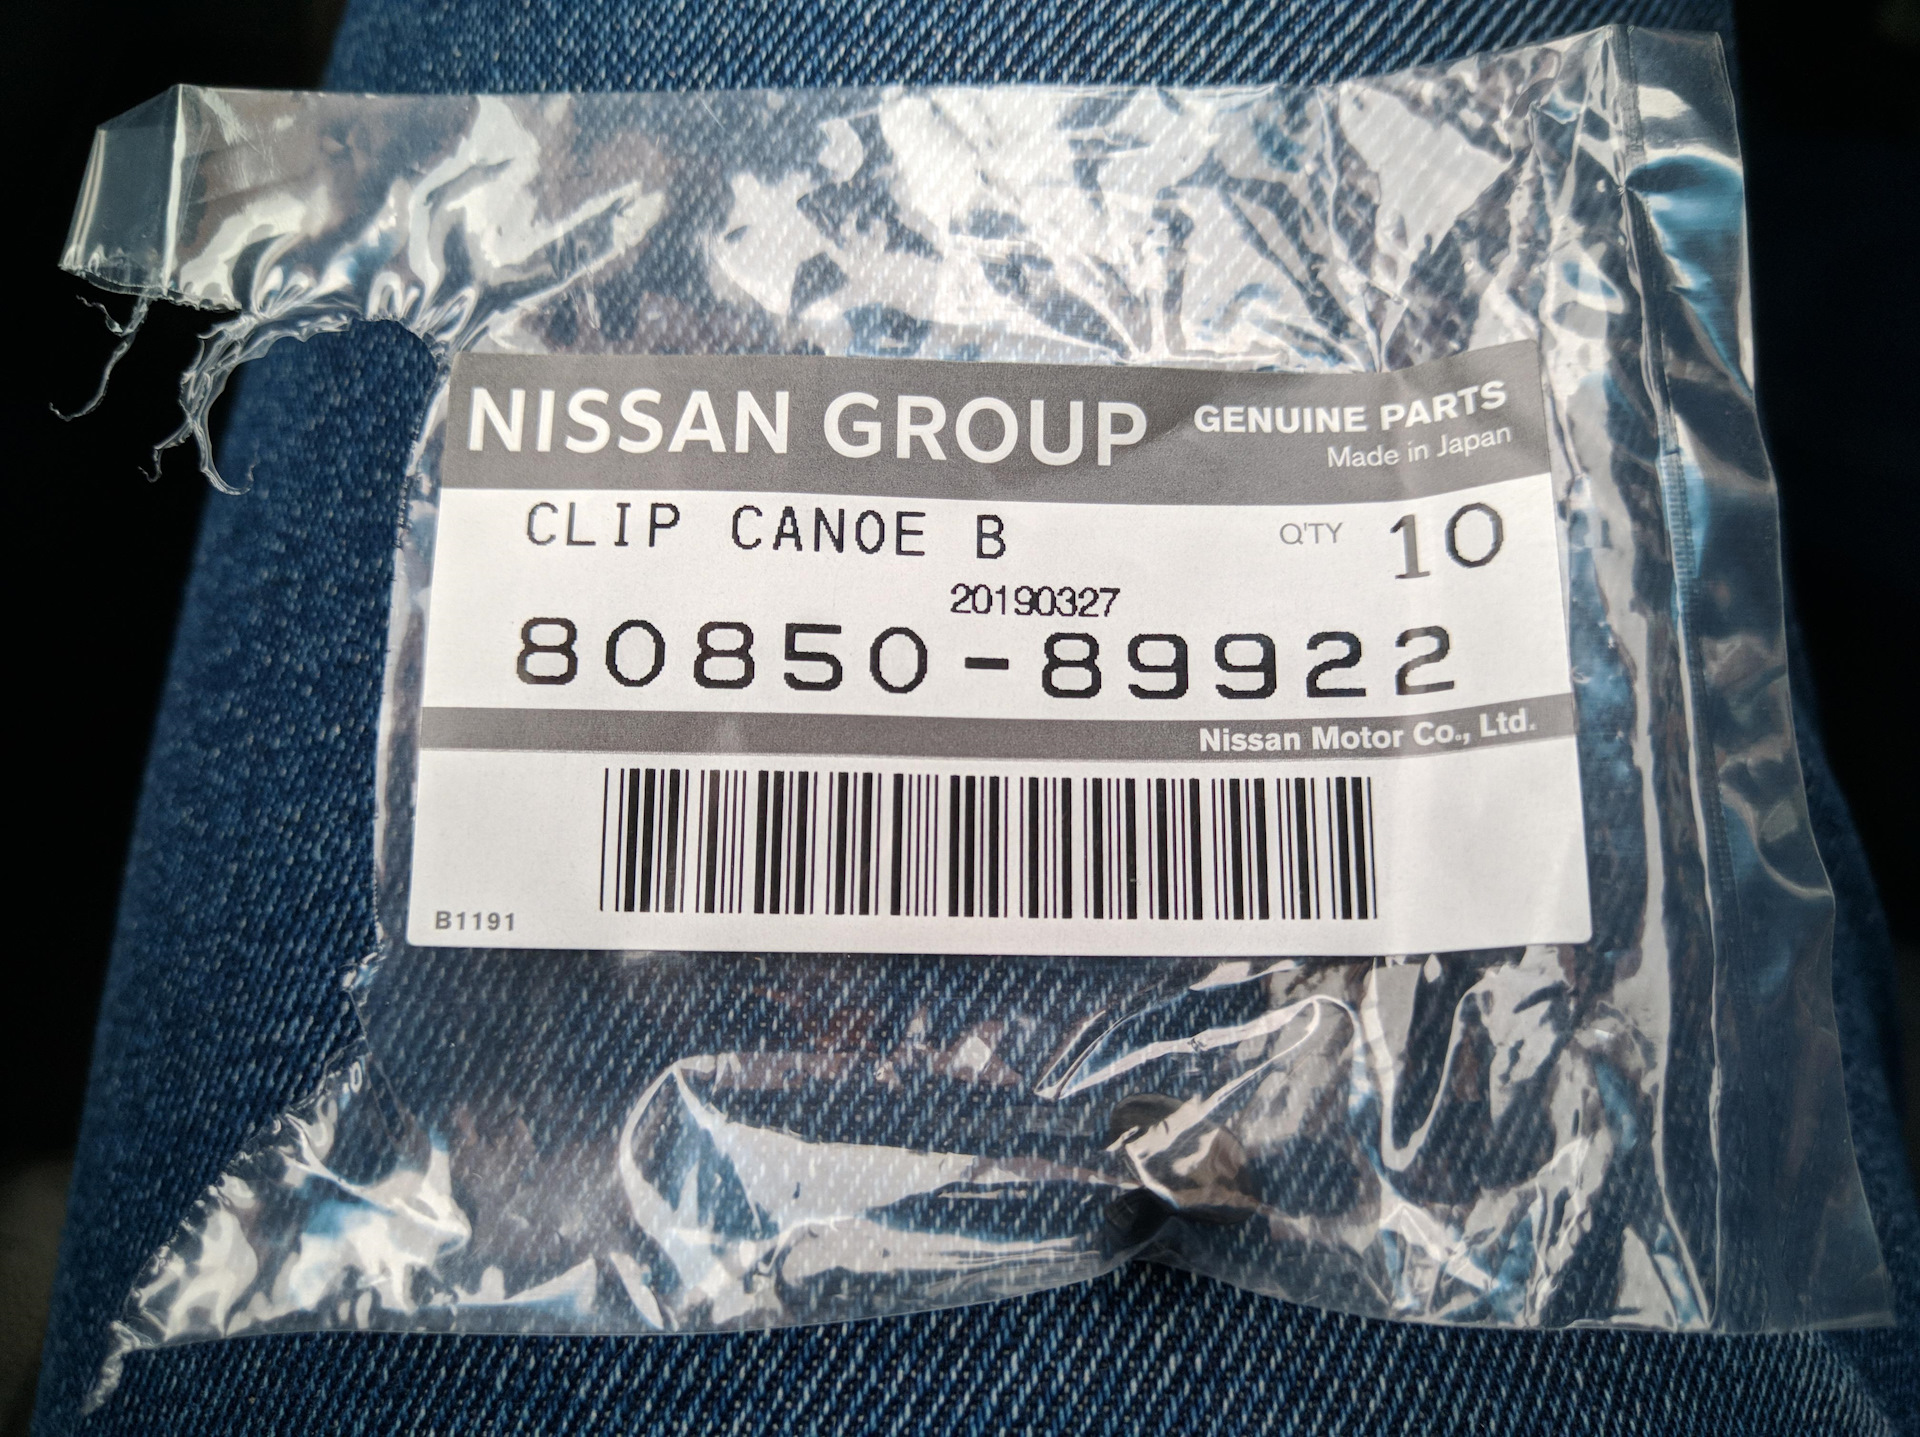 NISSAN GROUP GENUINE PARTS
Made in Japan
CLIP CANOE B Q'TY 10
20190327
80850-89922
Nissan Motor Co., Ltd.
B1191